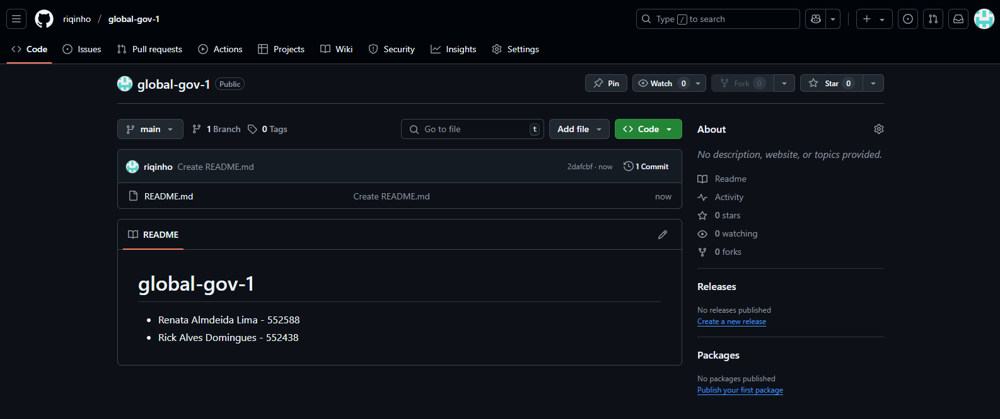 riqinho / global-gov-1
Type / to search
Code Issues Pull requests Actions Projects Wiki Security Insights Settings
global-gov-1 Public
Pin Watch 0 Fork 0 Star 0
main 1 Branch 0 Tags
Go to file t Add file Code
riqinho Create README.md 2dafcbf · now 1 Commit
README.md Create README.md now
README
global-gov-1
Renata Almdeida Lima - 552588
Rick Alves Domingues - 552438
About
No description, website, or topics provided.
Readme
Activity
0 stars
0 watching
0 forks
Releases
No releases published
Create a new release
Packages
No packages published
Publish your first package